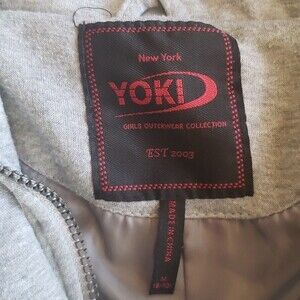 New York
YOKI
GIRLS OUTERWEAR COLLECTION
EST 2003
MADE IN CHINA
M